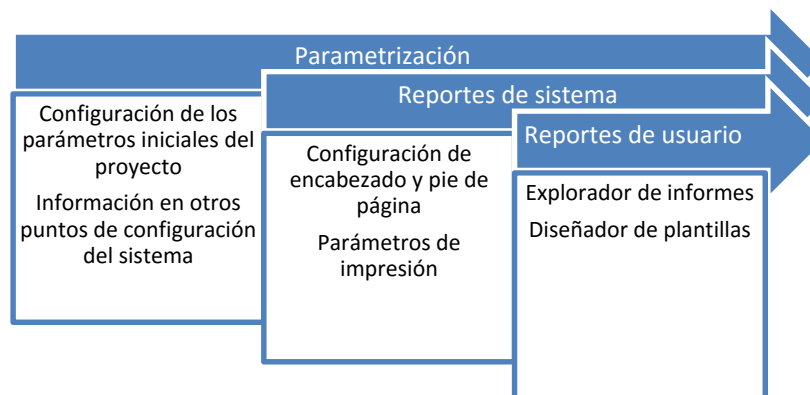 Parametrización
Configuración de los
parámetros iniciales del
proyecto
Información en otros
puntos de configuración
del sistema
Reportes de sistema
Configuración de
encabezado y pie de
página
Parámetros de
impresión
Reportes de usuario
Explorador de informes
Diseñador de plantillas